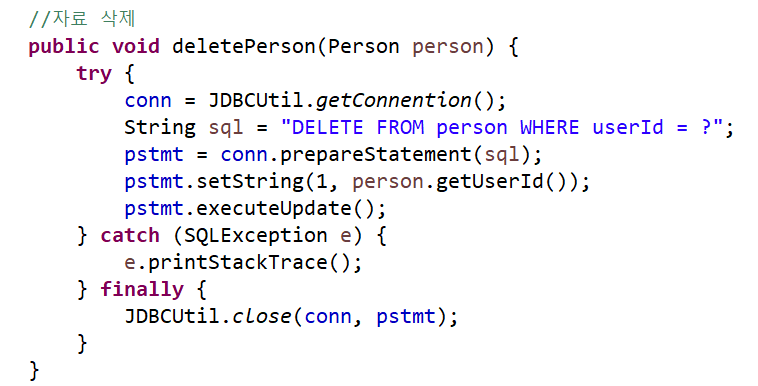 //자료 삭제
public void deletePerson(Person person) {
try {
conn = JDBCUtil.getConnention();
String sql = "DELETE FROM person WHERE userId = ?";
pstmt = conn.prepareStatement(sql);
pstmt.setString(1, person.getUserId());
pstmt.executeUpdate();
} catch (SQLException e) {
e.printStackTrace();
} finally {
JDBCUtil.close(conn, pstmt);
}
}